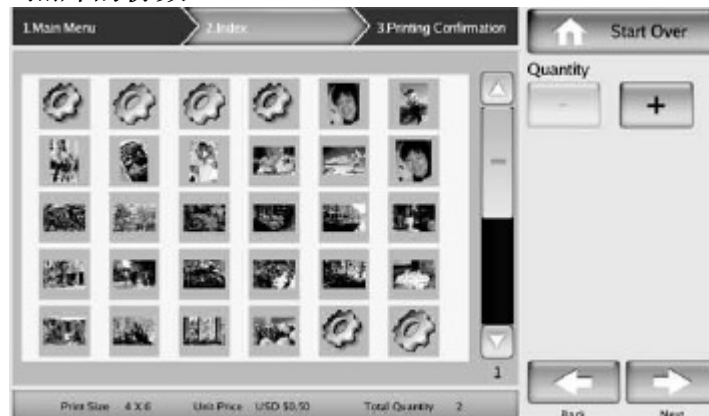 1.Main Menu
2.Index
3.Printing Confirmation
Start Over
Quantity
-
+
1
Print Size 4 X 6 Unit Price USD $0.50 Total Quantity 2
Back
Next